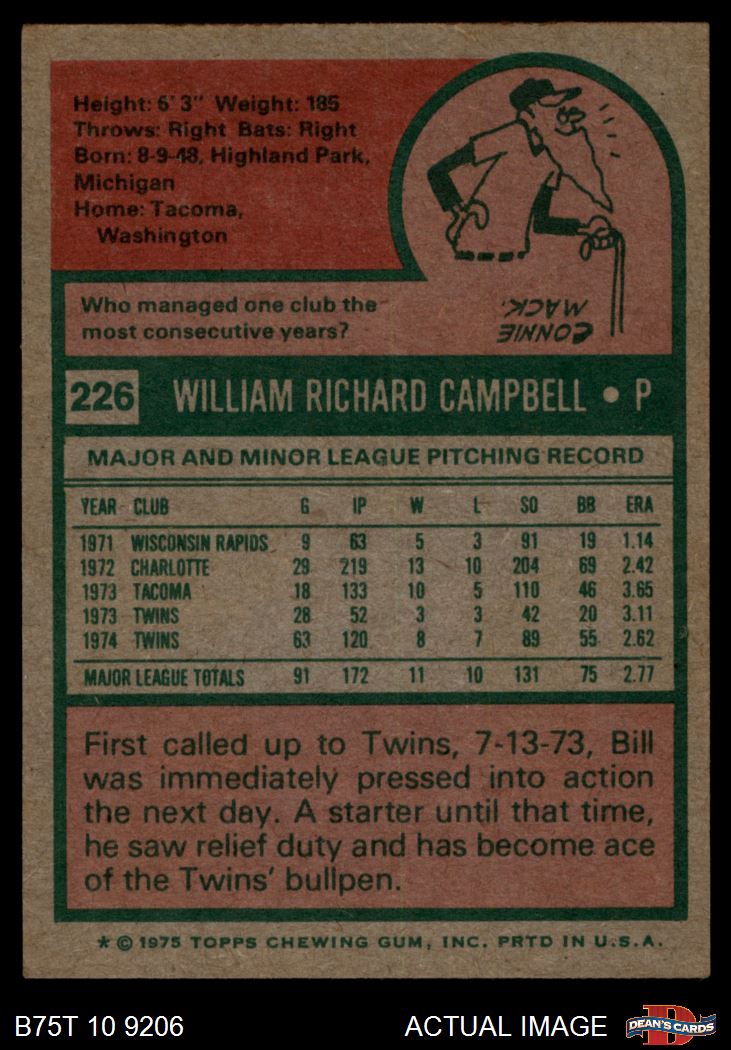 Height: 6'3" Weight: 185
Throws: Right Bats: Right
Born: 8-9-48, Highland Park,
Michigan
Home: Tacoma,
Washington
Who managed one club the
most consecutive years?
CONNIE
MACK.
226 WILLIAM RICHARD CAMPBELL • P
MAJOR AND MINOR LEAGUE PITCHING RECORD
YEAR CLUB G IP W L SO BB ERA
1971 WISCONSIN RAPIDS 9 63 5 3 91 19 1.14
1972 CHARLOTTE 29 219 13 10 204 69 2.42
1973 TACOMA 18 133 10 5 110 46 3.65
1973 TWINS 28 52 3 3 42 20 3.11
1974 TWINS 63 120 8 7 89 55 2.62
MAJOR LEAGUE TOTALS 91 172 11 10 131 75 2.77
First called up to Twins, 7-13-73, Bill
was immediately pressed into action
the next day. A starter until that time,
he saw relief duty and has become ace
of the Twins' bullpen.
* © 1975 TOPPS CHEWING GUM, INC. PRTD IN U.S.A.
B75T 10 9206 ACTUAL IMAGE D DEAN'S CARDS